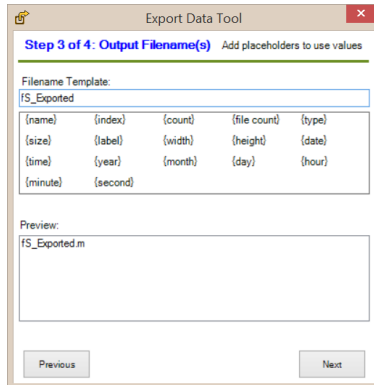 Export Data Tool
Step 3 of 4: Output Filename(s) Add placeholders to use values
Filename Template:
fS_Exported
{name} {index} {count} {file count} {type}
{size} {label} {width} {height} {date}
{time} {year} {month} {day} {hour}
{minute} {second}
Preview:
fS_Exported.m
Previous Next